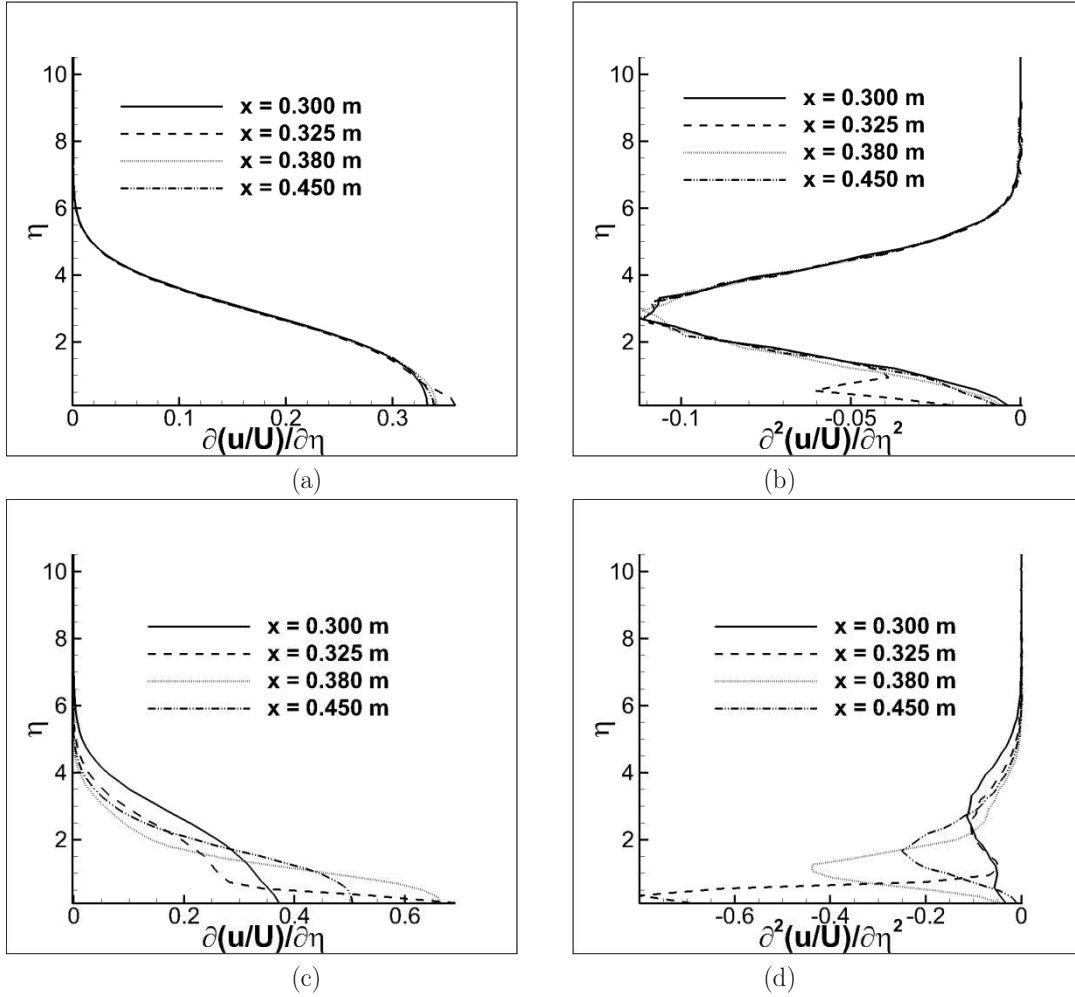 10
8
6
4
2
η
x = 0.300 m
x = 0.325 m
x = 0.380 m
x = 0.450 m
0 0.1 0.2 0.3
∂(u/U)/∂η
(a)
10
8
6
4
2
η
x = 0.300 m
x = 0.325 m
x = 0.380 m
x = 0.450 m
-0.1 -0.05 0
∂²(u/U)/∂η²
(b)
10
8
6
4
2
η
x = 0.300 m
x = 0.325 m
x = 0.380 m
x = 0.450 m
0 0.2 0.4 0.6
∂(u/U)/∂η
(c)
10
8
6
4
2
η
x = 0.300 m
x = 0.325 m
x = 0.380 m
x = 0.450 m
-0.6 -0.4 -0.2 0
∂²(u/U)/∂η²
(d)